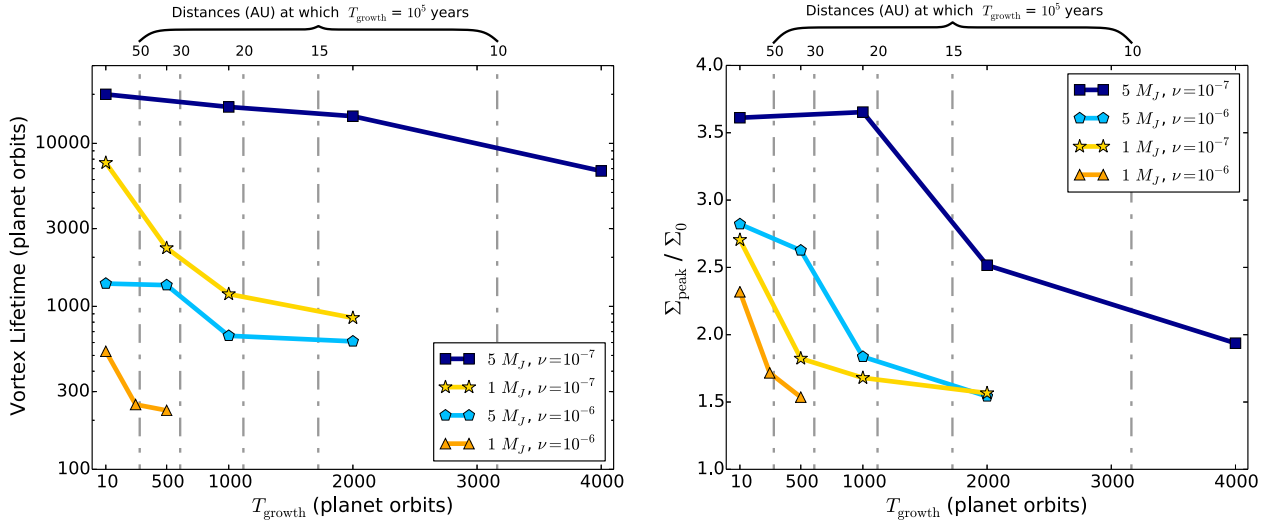 Distances (AU) at which T_growth = 10^5 years
50 30 20 15 10
Vortex Lifetime (planet orbits)
10000
3000
1000
300
100
5 M_J, ν=10^-7
1 M_J, ν=10^-7
5 M_J, ν=10^-6
1 M_J, ν=10^-6
10 500 1000 2000 3000 4000
T_growth (planet orbits)
Distances (AU) at which T_growth = 10^5 years
50 30 20 15 10
Σ_peak / Σ_0
4.0
3.5
3.0
2.5
2.0
1.5
1.0
5 M_J, ν=10^-7
5 M_J, ν=10^-6
1 M_J, ν=10^-7
1 M_J, ν=10^-6
10 500 1000 2000 3000 4000
T_growth (planet orbits)